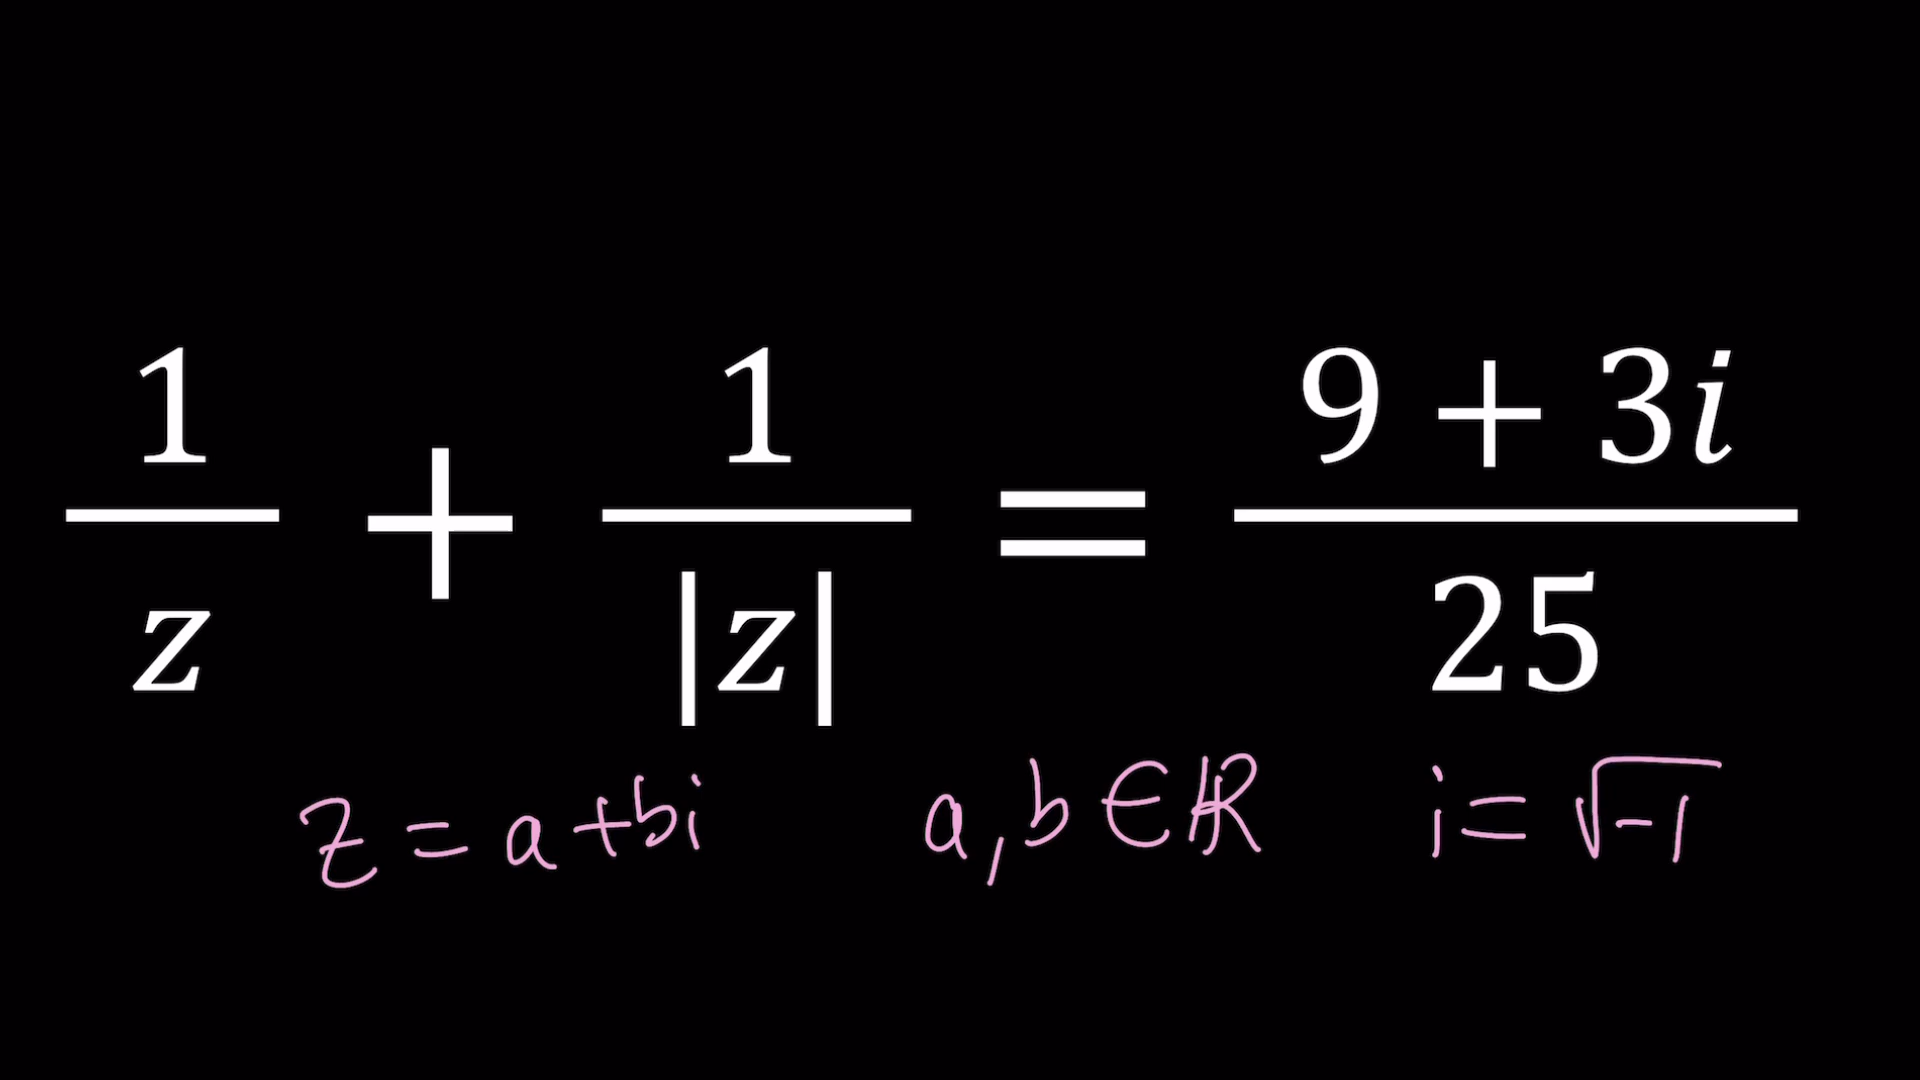 1/z + 1/|z| = (9 + 3i)/25
z = a + bi a, b ∈ ℝ i = √-1